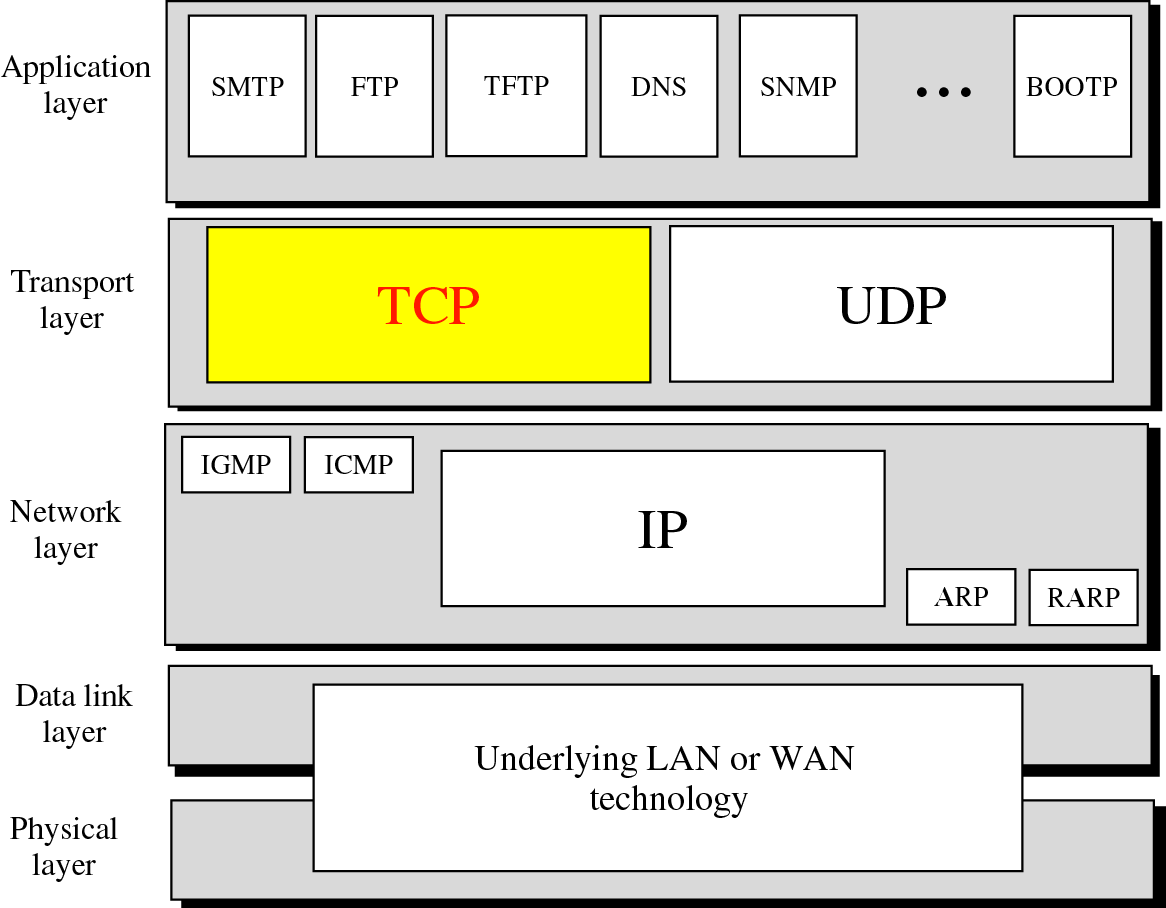 Application
layer
SMTP
FTP
TFTP
DNS
SNMP
...
BOOTP
Transport
layer
TCP
UDP
Network
layer
IGMP
ICMP
IP
ARP
RARP
Data link
layer
Underlying LAN or WAN
technology
Physical
layer